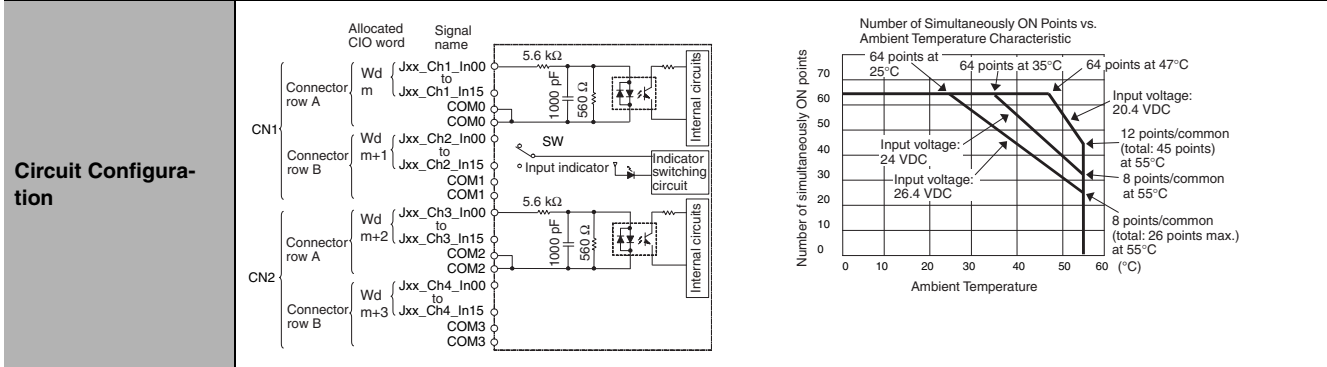 Circuit Configura-
tion
Allocated
CIO word
Signal
name
CN1
Connector
row A
Wd
m
Jxx_Ch1_In00
to
Jxx_Ch1_In15
COM0
COM0
Connector
row B
Wd
m+1
Jxx_Ch2_In00
to
Jxx_Ch2_In15
COM1
COM1
CN2
Connector
row A
Wd
m+2
Jxx_Ch3_In00
to
Jxx_Ch3_In15
COM2
COM2
Connector
row B
Wd
m+3
Jxx_Ch4_In00
to
Jxx_Ch4_In15
COM3
COM3
5.6 kΩ
1000 pF
560 Ω
Internal circuits
SW
Input indicator
Indicator
switching
circuit
5.6 kΩ
1000 pF
560 Ω
Internal circuits
Number of Simultaneously ON Points vs.
Ambient Temperature Characteristic
Number of simultaneously ON points
70
60
50
40
30
20
10
0
64 points at
25°C
64 points at 35°C
64 points at 47°C
Input voltage:
20.4 VDC
Input voltage:
24 VDC
Input voltage:
26.4 VDC
12 points/common
(total: 45 points)
at 55°C
8 points/common
at 55°C
8 points/common
(total: 26 points max.)
at 55°C
0 10 20 30 40 50 60 (°C)
Ambient Temperature